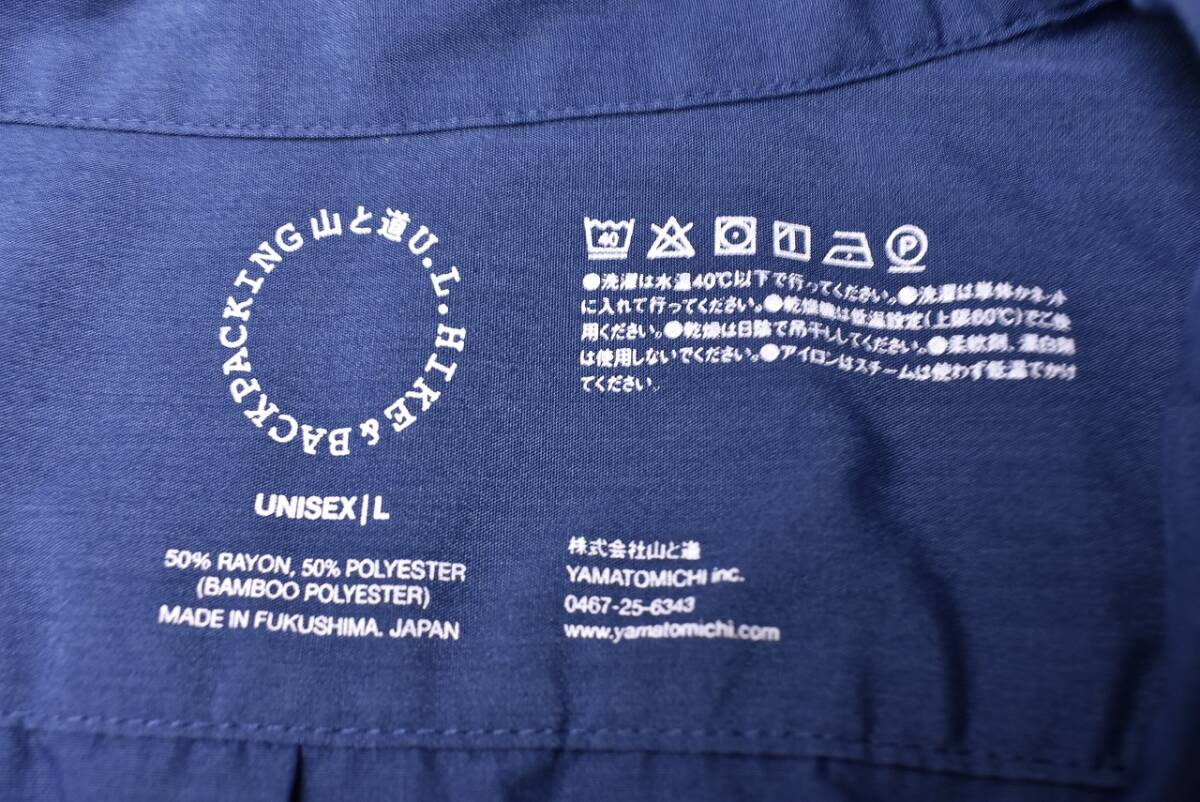 山と道 U.L. HIKE & BACKPACKING
UNISEX|L
50% RAYON, 50% POLYESTER
(BAMBOO POLYESTER)
MADE IN FUKUSHIMA. JAPAN
40
P
●洗濯は水温40℃以下で行ってください。●洗濯は単体かネット
に入れて行ってください。●乾燥機は低温設定(上限60℃)でご使
用ください。●乾燥は日陰で吊干ししてください。●柔軟剤、漂白剤
は使用しないでください。●アイロンはスチームは使わず低温でかけ
てください。
株式会社山と道
YAMATOMICHI inc.
0467-25-6343
www.yamatomichi.com